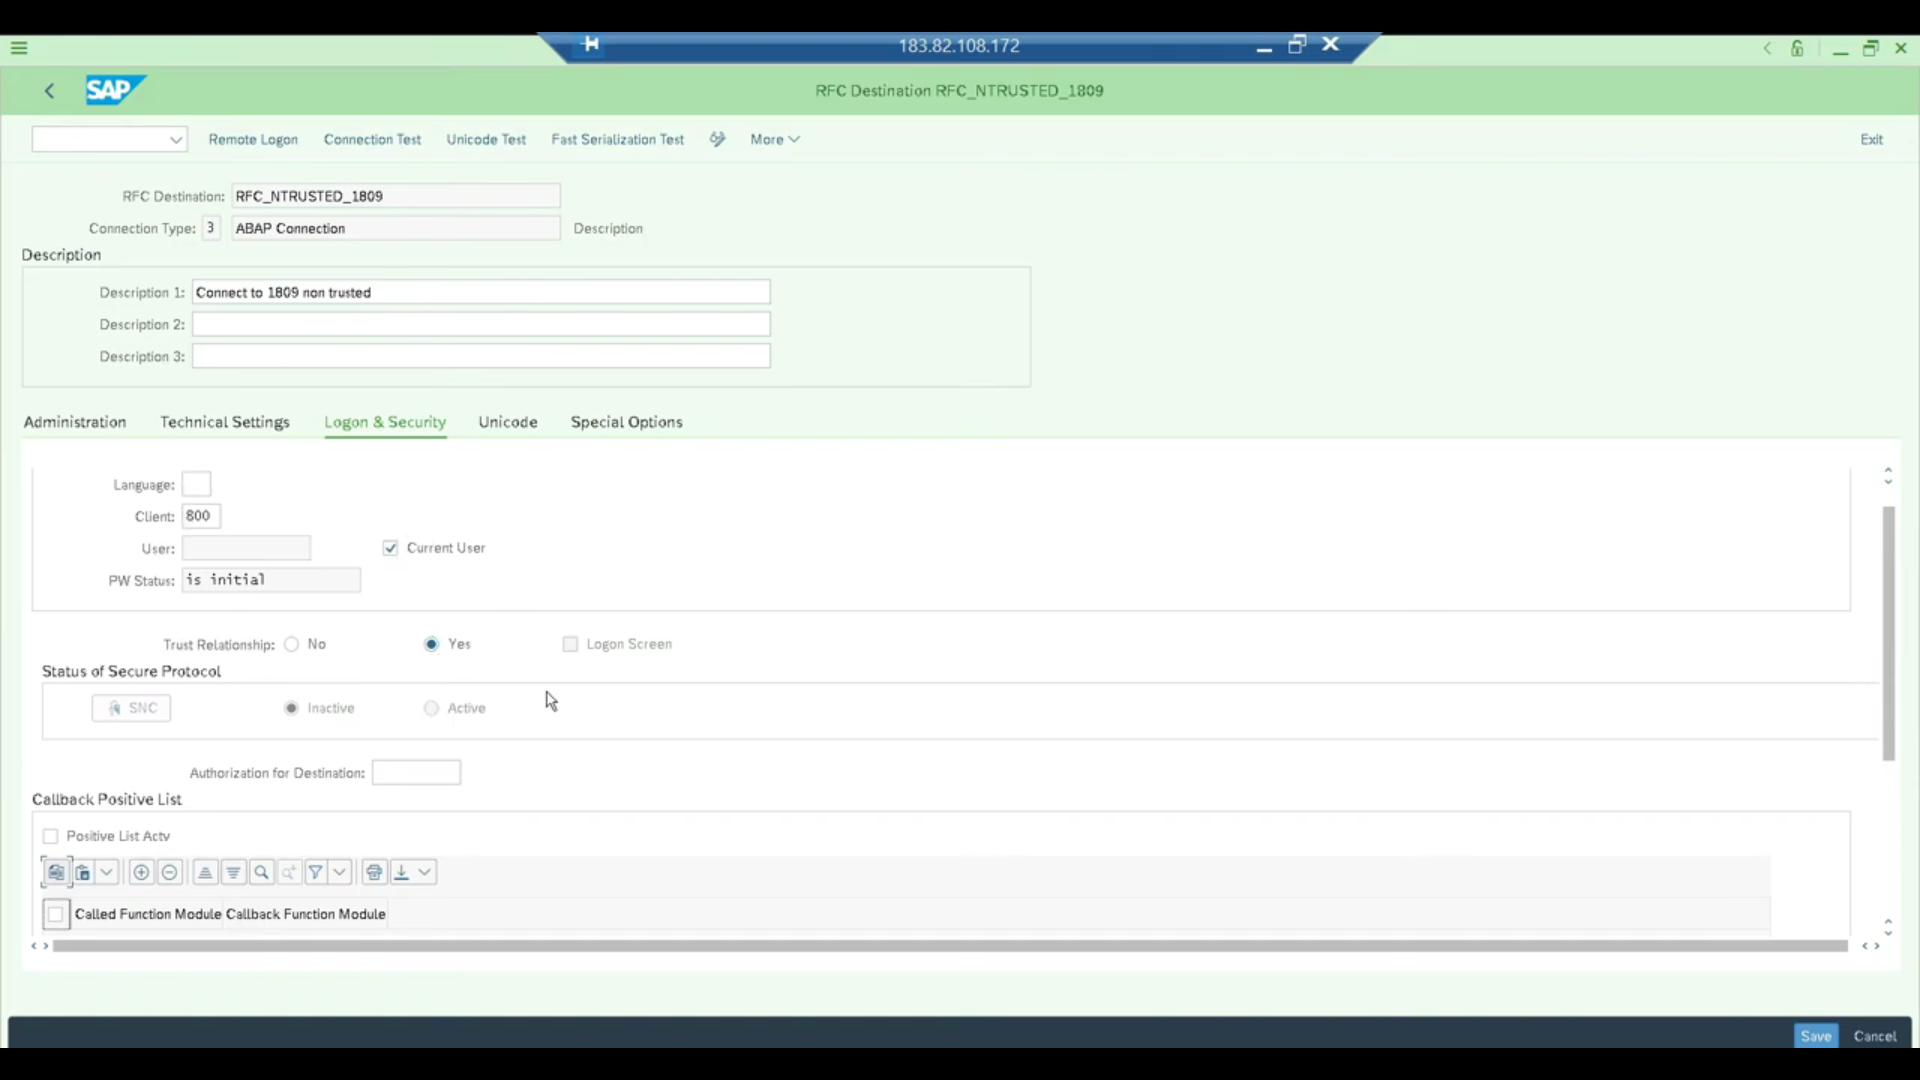 183.82.108.172
SAP
RFC Destination RFC_NTRUSTED_1809
Remote Logon Connection Test Unicode Test Fast Serialization Test More Exit
RFC Destination: RFC_NTRUSTED_1809
Connection Type: 3 ABAP Connection Description
Description
Description 1: Connect to 1809 non trusted
Description 2:
Description 3:
Administration Technical Settings Logon & Security Unicode Special Options
Language:
Client: 800
User: Current User
PW Status: is initial
Trust Relationship: No Yes Logon Screen
Status of Secure Protocol
SNC Inactive Active
Authorization for Destination:
Callback Positive List
Positive List Actv
Called Function Module Callback Function Module
Save Cancel